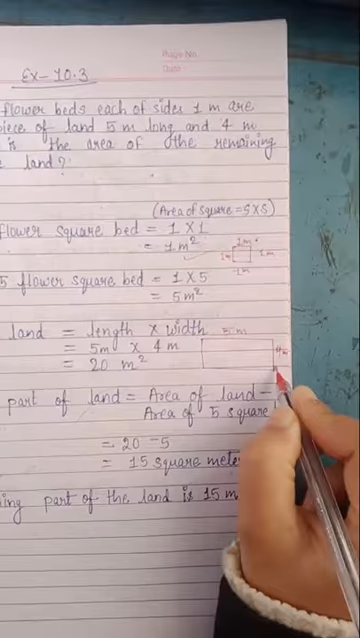 Page No.
Date
Ex-10.3
flower beds each of sides 1 m are
piece of land 5 m long and 4 m
is the area of the remaining
land?
(Area of square = S×S)
flower square bed = 1 X 1
= 1 m²
1m
1m
1m
1m
5 flower square bed = 1 X 5
= 5m²
land = length x width
5 m
= 5m x 4 m
4m
= 20 m²
part of land = Area of land -
Area of 5 square
= 20 -5
= 15 square mete
ing part of the land is 15 m